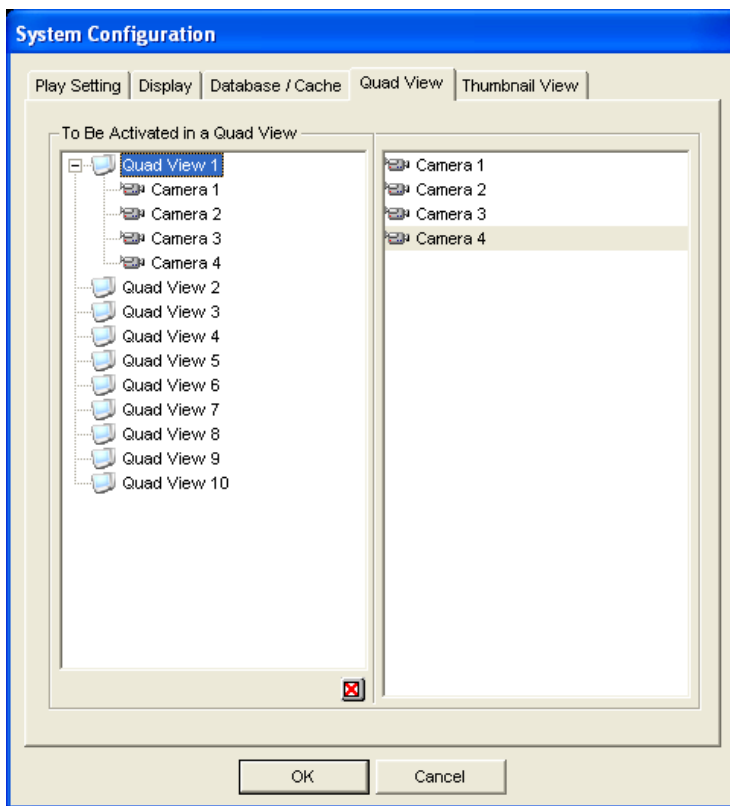 System Configuration
Play Setting Display Database / Cache Quad View Thumbnail View
To Be Activated in a Quad View
Quad View 1
Camera 1
Camera 2
Camera 3
Camera 4
Quad View 2
Quad View 3
Quad View 4
Quad View 5
Quad View 6
Quad View 7
Quad View 8
Quad View 9
Quad View 10
Camera 1
Camera 2
Camera 3
Camera 4
OK Cancel